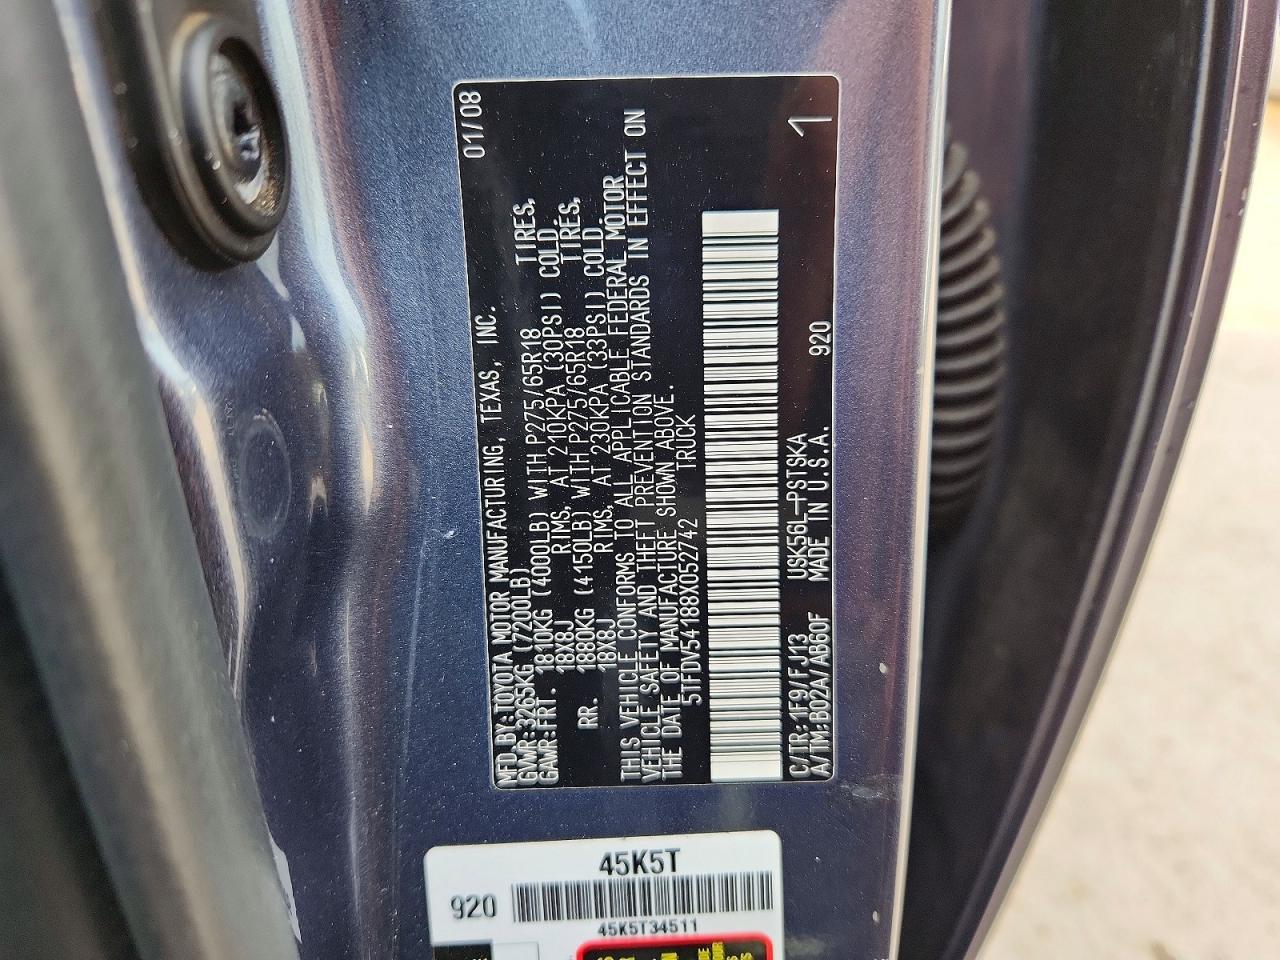 MFD.BY:TOYOTA MOTOR MANUFACTURING, TEXAS, INC. 01/08
GVWR:3265KG (7200LB)
GAWR:FRT. 1810KG (4000LB) WITH P275/65R18 TIRES,
18X8J RIMS, AT 210KPA (30PSI) COLD.
RR. 1880KG (4150LB) WITH P275/65R18 TIRES,
18X8J RIMS, AT 230KPA (33PSI) COLD.
THIS VEHICLE CONFORMS TO ALL APPLICABLE FEDERAL MOTOR
VEHICLE SAFETY AND THEFT PREVENTION STANDARDS IN EFFECT ON
THE DATE OF MANUFACTURE SHOWN ABOVE.
5TFDV54188X052742 TRUCK
C/TR:1F9/FJ13 USK56L-PSTSKA 920
A/TM:B02A/AB60F MADE IN U.S.A.
1
45K5T
920
45K5T34511